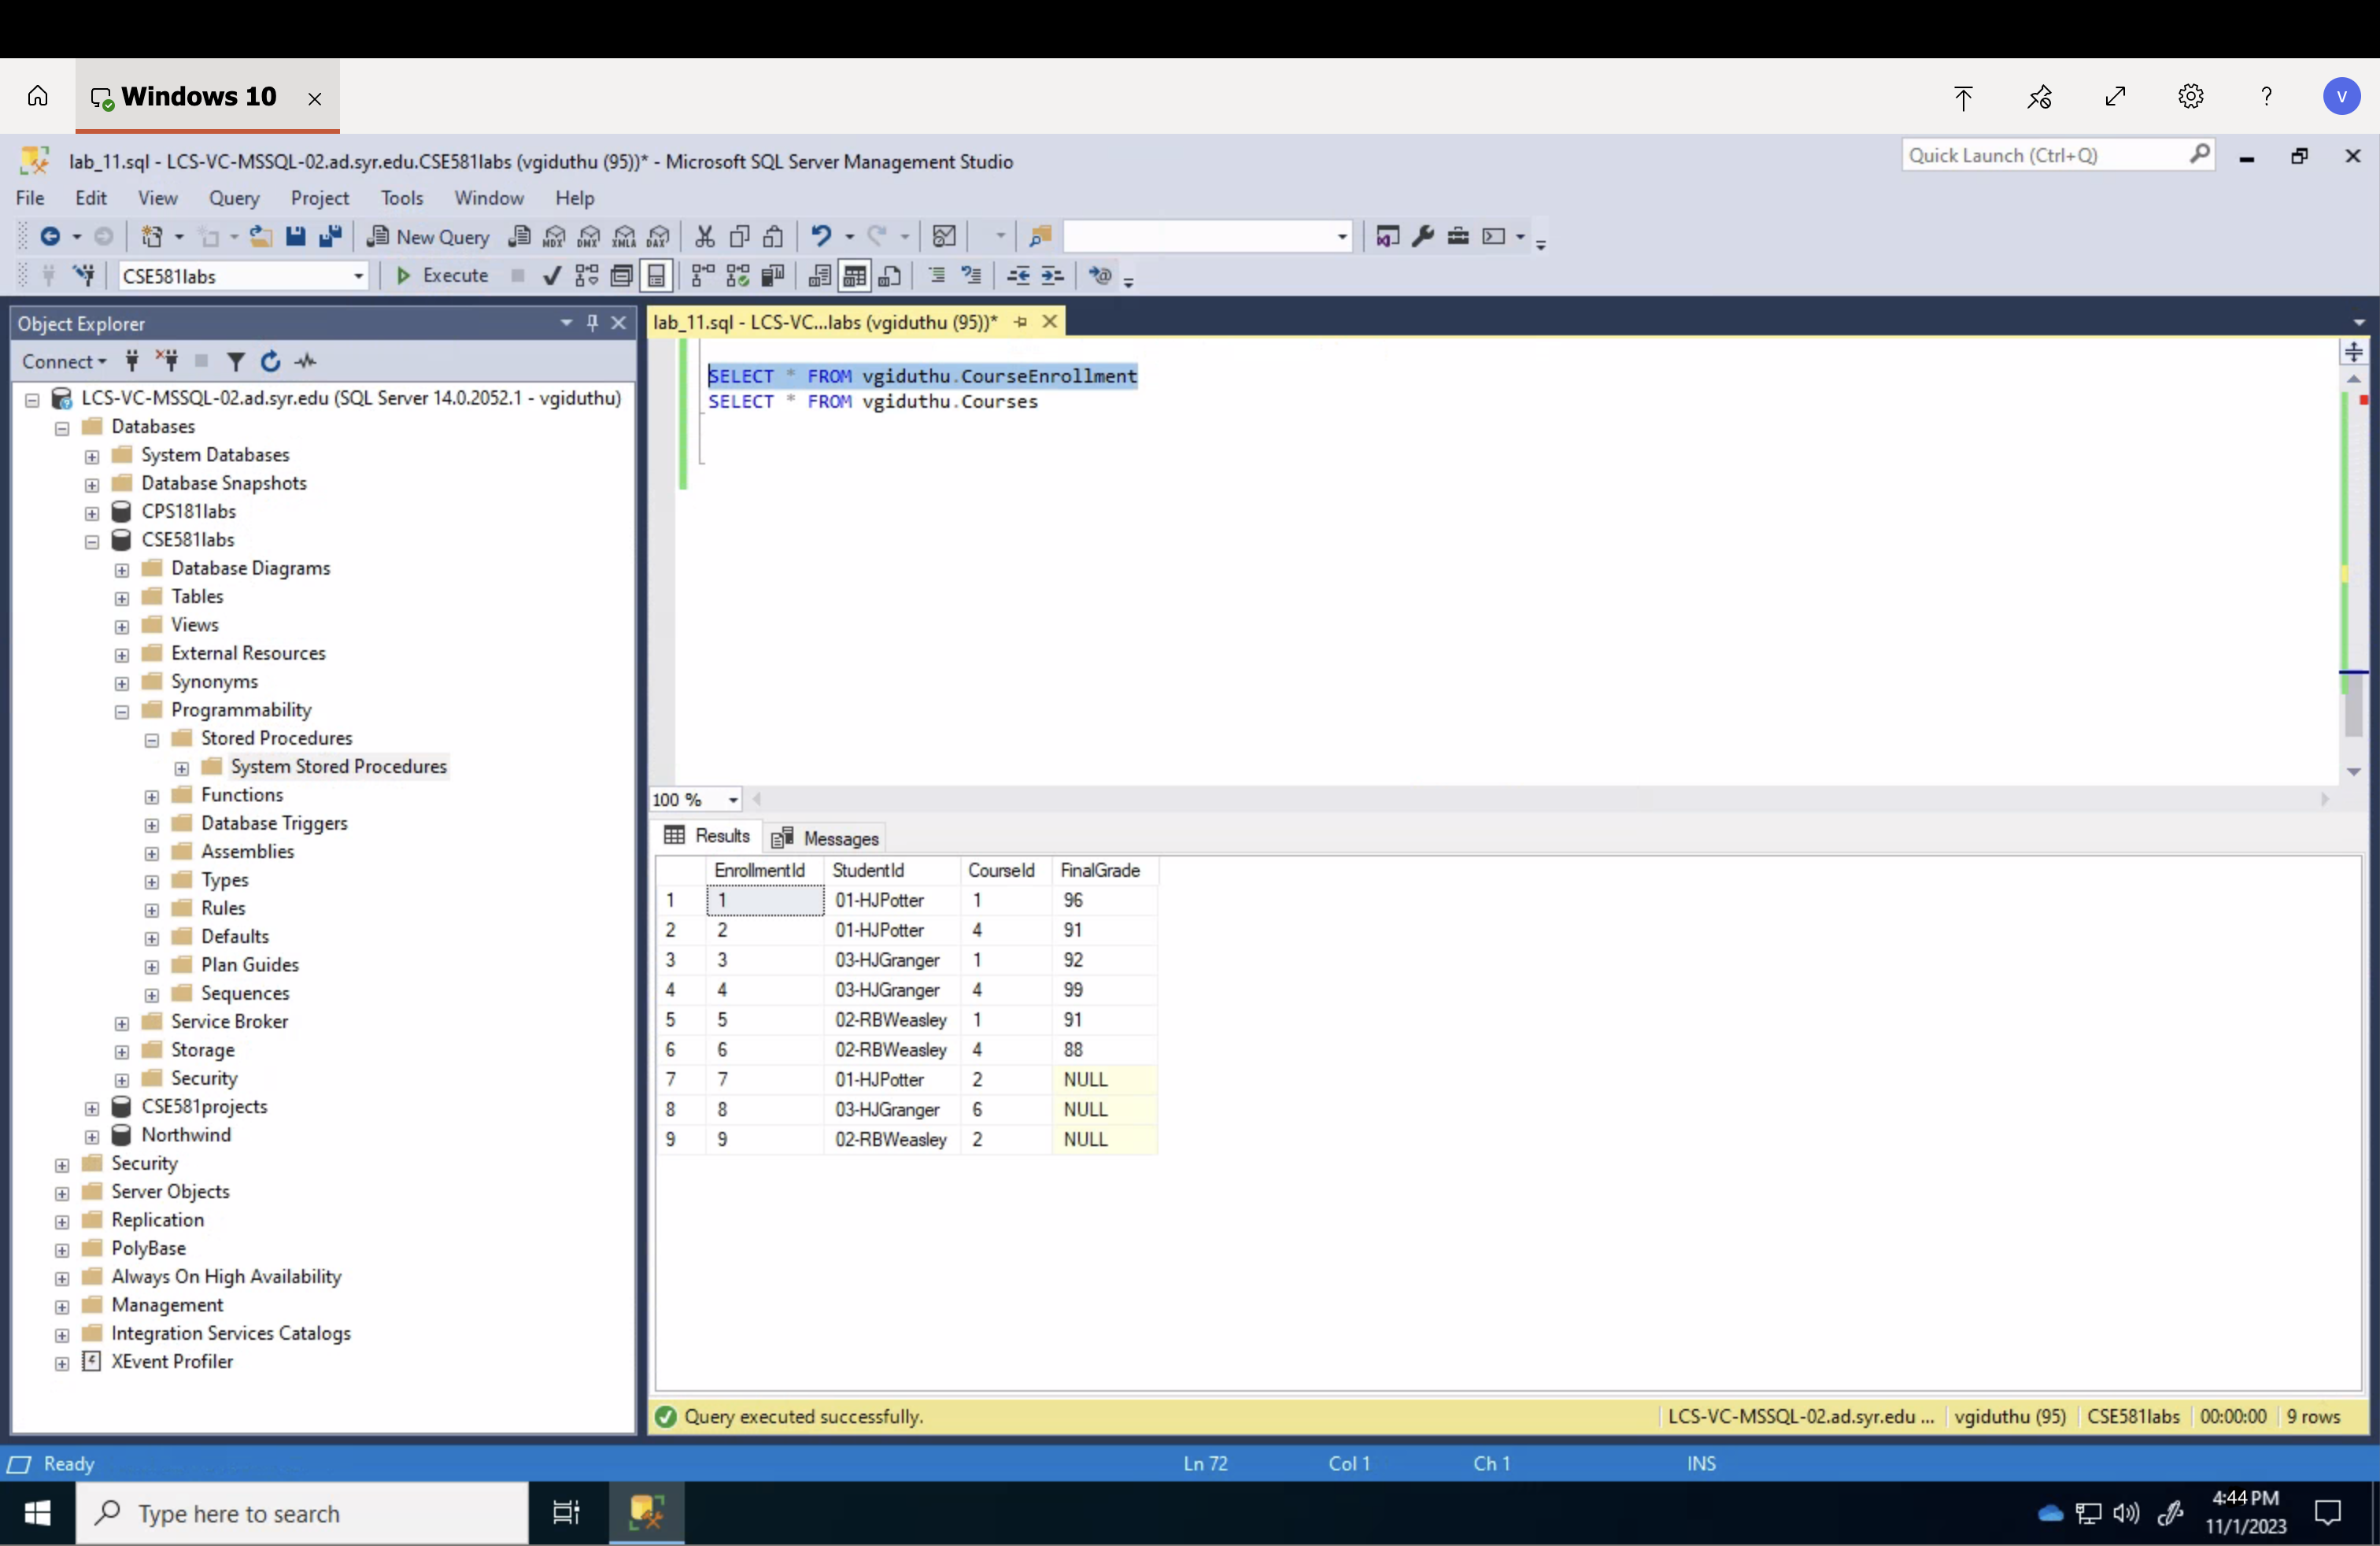 Windows 10
V
lab_11.sql - LCS-VC-MSSQL-02.ad.syr.edu.CSE581labs (vgiduthu (95))* - Microsoft SQL Server Management Studio
Quick Launch (Ctrl+Q)
File Edit View Query Project Tools Window Help
New Query MDX DMX XMLA DAX
CSE581labs Execute
Object Explorer
lab_11.sql - LCS-VC...labs (vgiduthu (95))*
Connect
SELECT * FROM vgiduthu.CourseEnrollment
SELECT * FROM vgiduthu.Courses
LCS-VC-MSSQL-02.ad.syr.edu (SQL Server 14.0.2052.1 - vgiduthu)
Databases
System Databases
Database Snapshots
CPS181labs
CSE581labs
Database Diagrams
Tables
Views
External Resources
Synonyms
Programmability
Stored Procedures
System Stored Procedures
Functions
Database Triggers
Assemblies
Types
Rules
Defaults
Plan Guides
Sequences
Service Broker
Storage
Security
CSE581projects
Northwind
Security
Server Objects
Replication
PolyBase
Always On High Availability
Management
Integration Services Catalogs
XEvent Profiler
100 %
Results Messages
EnrollmentId StudentId CourseId FinalGrade
1 1 01-HJPotter 1 96
2 2 01-HJPotter 4 91
3 3 03-HJGranger 1 92
4 4 03-HJGranger 4 99
5 5 02-RBWeasley 1 91
6 6 02-RBWeasley 4 88
7 7 01-HJPotter 2 NULL
8 8 03-HJGranger 6 NULL
9 9 02-RBWeasley 2 NULL
Query executed successfully. LCS-VC-MSSQL-02.ad.syr.edu ... vgiduthu (95) CSE581labs 00:00:00 9 rows
Ready Ln 72 Col 1 Ch 1 INS
Type here to search
4:44 PM
11/1/2023